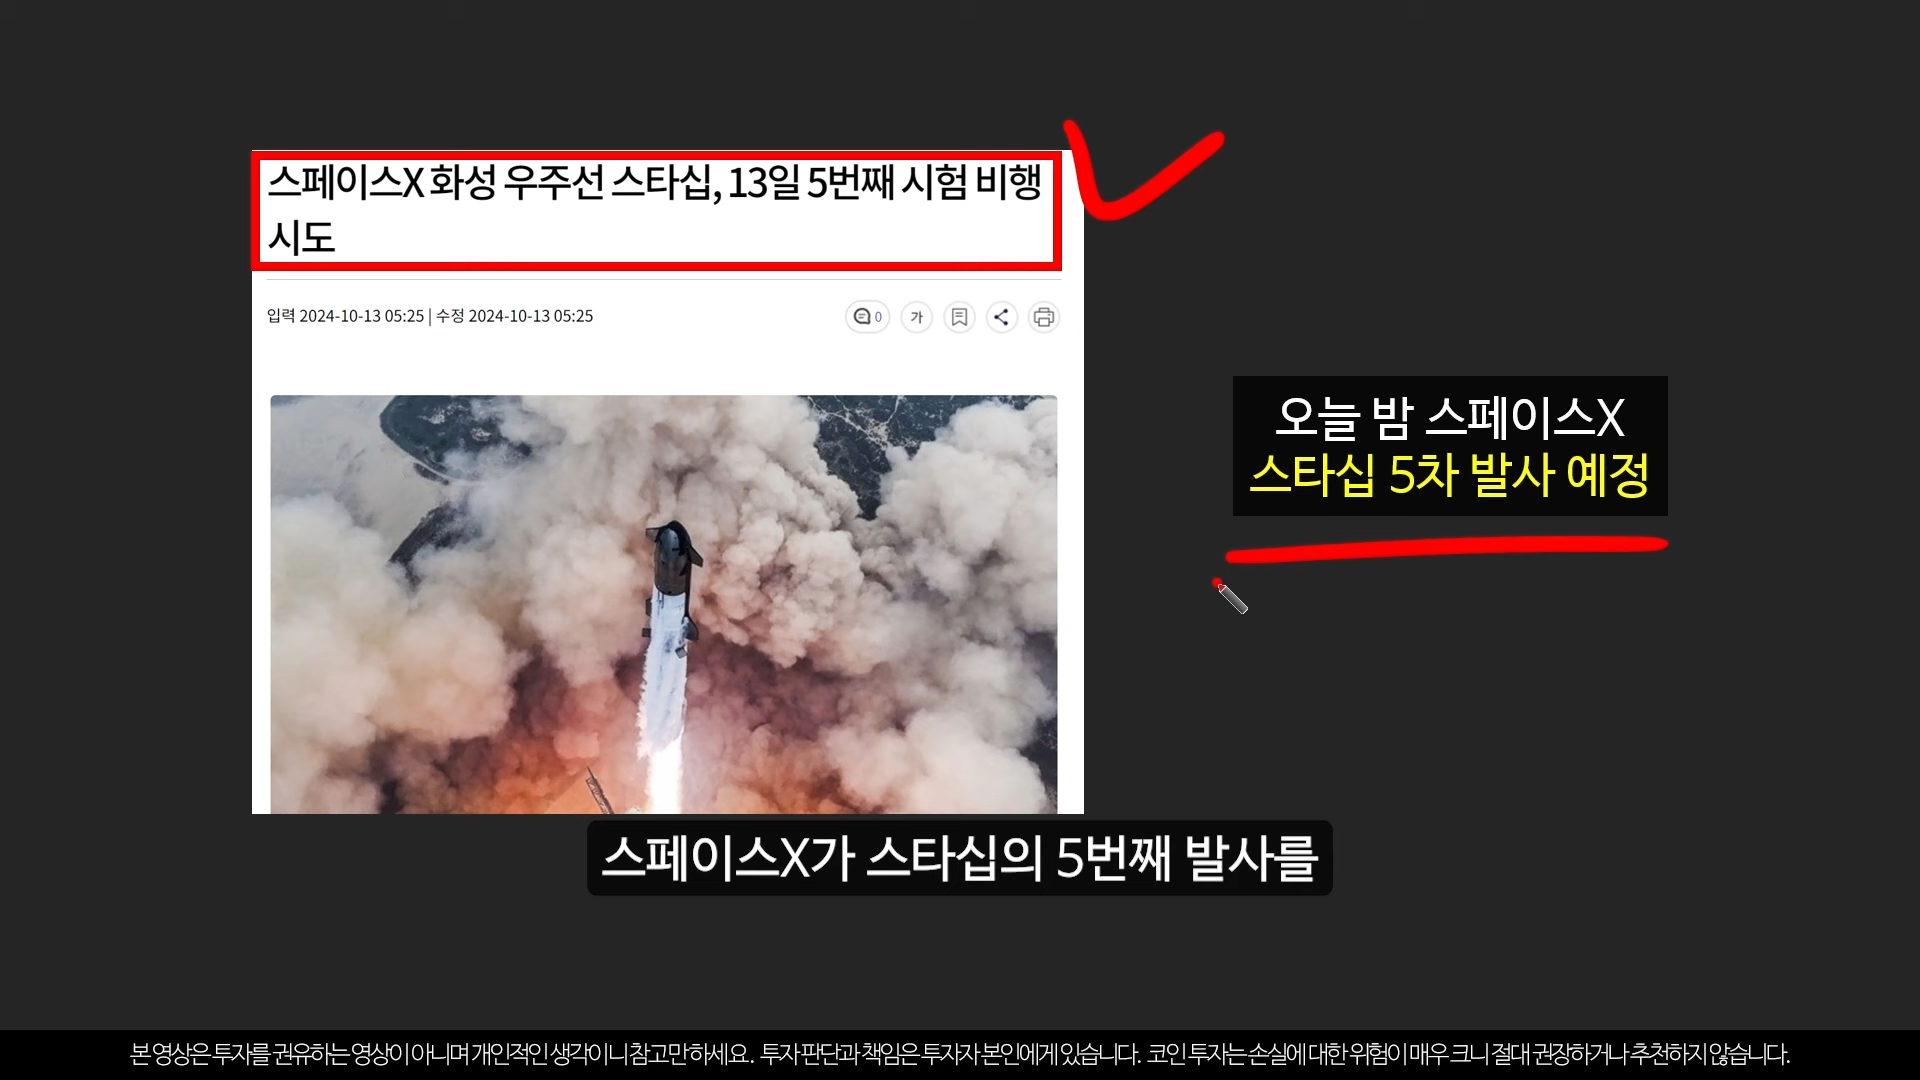 스페이스X 화성 우주선 스타십, 13일 5번째 시험 비행
시도
입력 2024-10-13 05:25 | 수정 2024-10-13 05:25
0
가
오늘 밤 스페이스X
스타십 5차 발사 예정
스페이스X가 스타십의 5번째 발사를
본 영상은 투자를 권유하는 영상이 아니며 개인적인 생각이니 참고만 하세요. 투자 판단과 책임은 투자자 본인에게 있습니다. 코인 투자는 손실에 대한 위험이 매우 크니 절대 권장하거나 추천하지 않습니다.